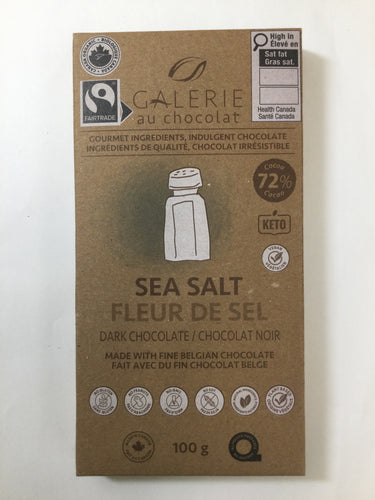 High in
Élevé en
Sat fat
Gras sat.
Health Canada
Santé Canada
FAIRTRADE
GALERIE
au chocolat
GOURMET INGREDIENTS, INDULGENT CHOCOLATE
INGRÉDIENTS DE QUALITÉ, CHOCOLAT IRRÉSISTIBLE
Cocoa
72%
Cacao
KETO
VEGAN
SEA SALT
FLEUR DE SEL
DARK CHOCOLATE / CHOCOLAT NOIR
MADE WITH FINE BELGIAN CHOCOLATE
FAIT AVEC DU FIN CHOCOLAT BELGE
100 g